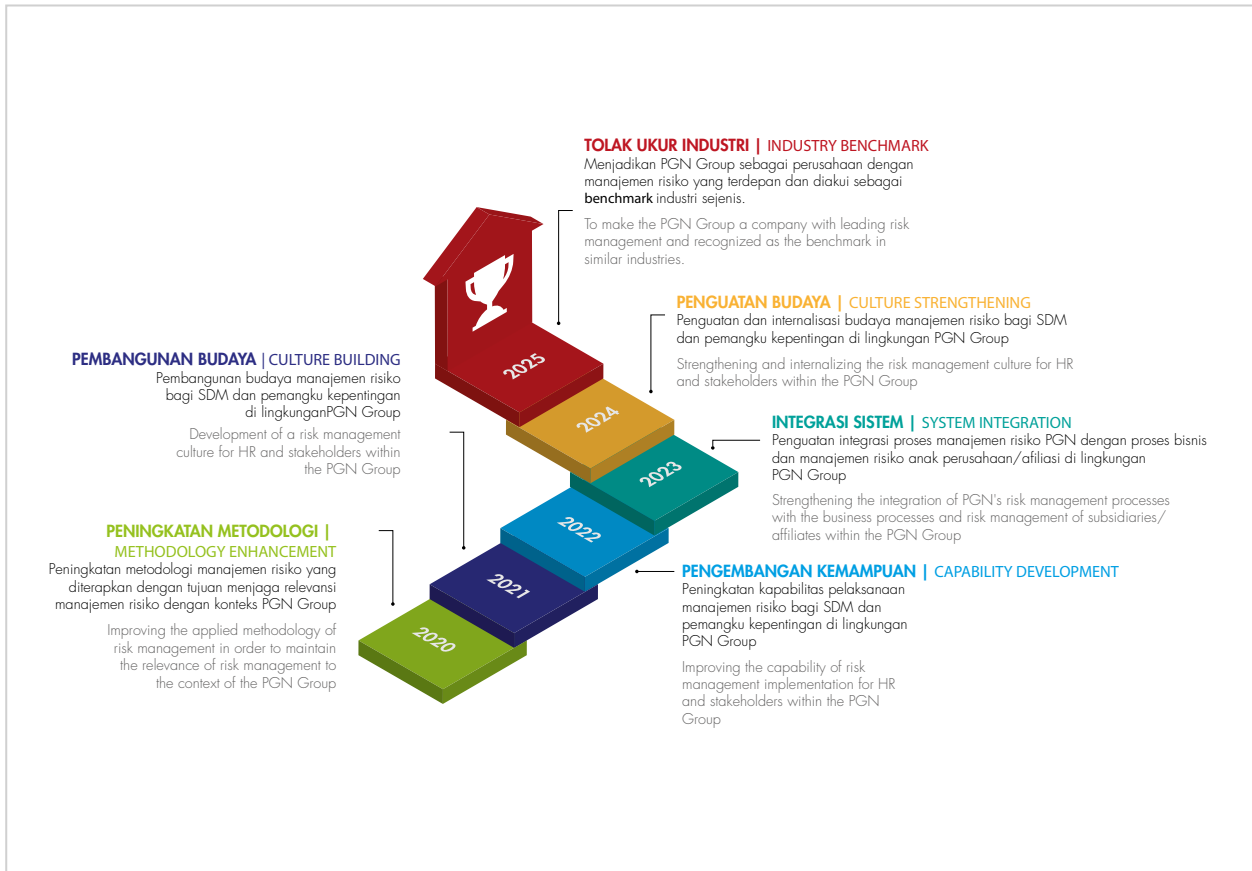 TOLAK UKUR INDUSTRI | INDUSTRY BENCHMARK
Menjadikan PGN Group sebagai perusahaan dengan
manajemen risiko yang terdepan dan diakui sebagai
benchmark industri sejenis.
To make the PGN Group a company with leading risk
management and recognized as the benchmark in
similar industries.
PENGUATAN BUDAYA | CULTURE STRENGTHENING
Penguatan dan internalisasi budaya manajemen risiko bagi SDM
dan pemangku kepentingan di lingkungan PGN Group
Strengthening and internalizing the risk management culture for HR
and stakeholders within the PGN Group
PEMBANGUNAN BUDAYA | CULTURE BUILDING
Pembangunan budaya manajemen risiko
bagi SDM dan pemangku kepentingan
di lingkunganPGN Group
Development of a risk management
culture for HR and stakeholders within
the PGN Group
INTEGRASI SISTEM | SYSTEM INTEGRATION
Penguatan integrasi proses manajemen risiko PGN dengan proses bisnis
dan manajemen risiko anak perusahaan/afiliasi di lingkungan
PGN Group
Strengthening the integration of PGN's risk management processes
with the business processes and risk management of subsidiaries/
affiliates within the PGN Group
PENINGKATAN METODOLOGI |
METHODOLOGY ENHANCEMENT
Peningkatan metodologi manajemen risiko yang
diterapkan dengan tujuan menjaga relevansi
manajemen risiko dengan konteks PGN Group
Improving the applied methodology of
risk management in order to maintain
the relevance of risk management to
the context of the PGN Group
PENGEMBANGAN KEMAMPUAN | CAPABILITY DEVELOPMENT
Peningkatan kapabilitas pelaksanaan
manajemen risiko bagi SDM dan
pemangku kepentingan di lingkungan
PGN Group
Improving the capability of risk
management implementation for HR
and stakeholders within the PGN
Group
2025
2024
2023
2022
2021
2020